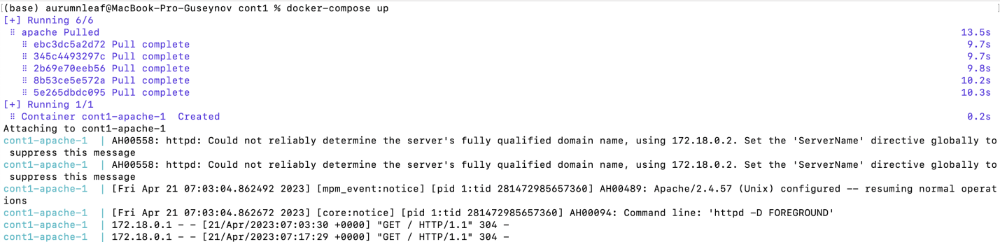 (base) aurumnleaf@MacBook-Pro-Guseynov cont1 % docker-compose up
[+] Running 6/6
⠿ apache Pulled 13.5s
⠿ ebc3dc5a2d72 Pull complete 9.7s
⠿ 345c4493297c Pull complete 9.7s
⠿ 2b69e70eeb56 Pull complete 9.8s
⠿ 8b53ce5e572a Pull complete 10.2s
⠿ 5e265dbdc095 Pull complete 10.3s
[+] Running 1/1
⠿ Container cont1-apache-1  Created 0.2s
Attaching to cont1-apache-1
cont1-apache-1  | AH00558: httpd: Could not reliably determine the server's fully qualified domain name, using 172.18.0.2. Set the 'ServerName' directive globally to
suppress this message
cont1-apache-1  | AH00558: httpd: Could not reliably determine the server's fully qualified domain name, using 172.18.0.2. Set the 'ServerName' directive globally to
suppress this message
cont1-apache-1  | [Fri Apr 21 07:03:04.862492 2023] [mpm_event:notice] [pid 1:tid 281472985657360] AH00489: Apache/2.4.57 (Unix) configured -- resuming normal operat
ions
cont1-apache-1  | [Fri Apr 21 07:03:04.862672 2023] [core:notice] [pid 1:tid 281472985657360] AH00094: Command line: 'httpd -D FOREGROUND'
cont1-apache-1  | 172.18.0.1 - - [21/Apr/2023:07:03:30 +0000] "GET / HTTP/1.1" 304 -
cont1-apache-1  | 172.18.0.1 - - [21/Apr/2023:07:17:29 +0000] "GET / HTTP/1.1" 304 -